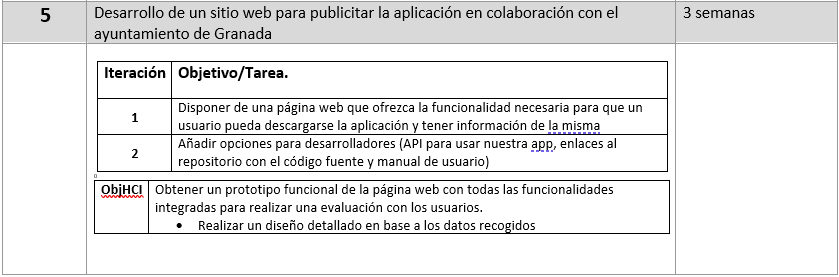 5
Desarrollo de un sitio web para publicitar la aplicación en colaboración con el
ayuntamiento de Granada
3 semanas
Iteración Objetivo/Tarea.
1
Disponer de una página web que ofrezca la funcionalidad necesaria para que un
usuario pueda descargarse la aplicación y tener información de la misma
2
Añadir opciones para desarrolladores (API para usar nuestra app, enlaces al
repositorio con el código fuente y manual de usuario)
ObjHCI
Obtener un prototipo funcional de la página web con todas las funcionalidades
integradas para realizar una evaluación con los usuarios.
• Realizar un diseño detallado en base a los datos recogidos